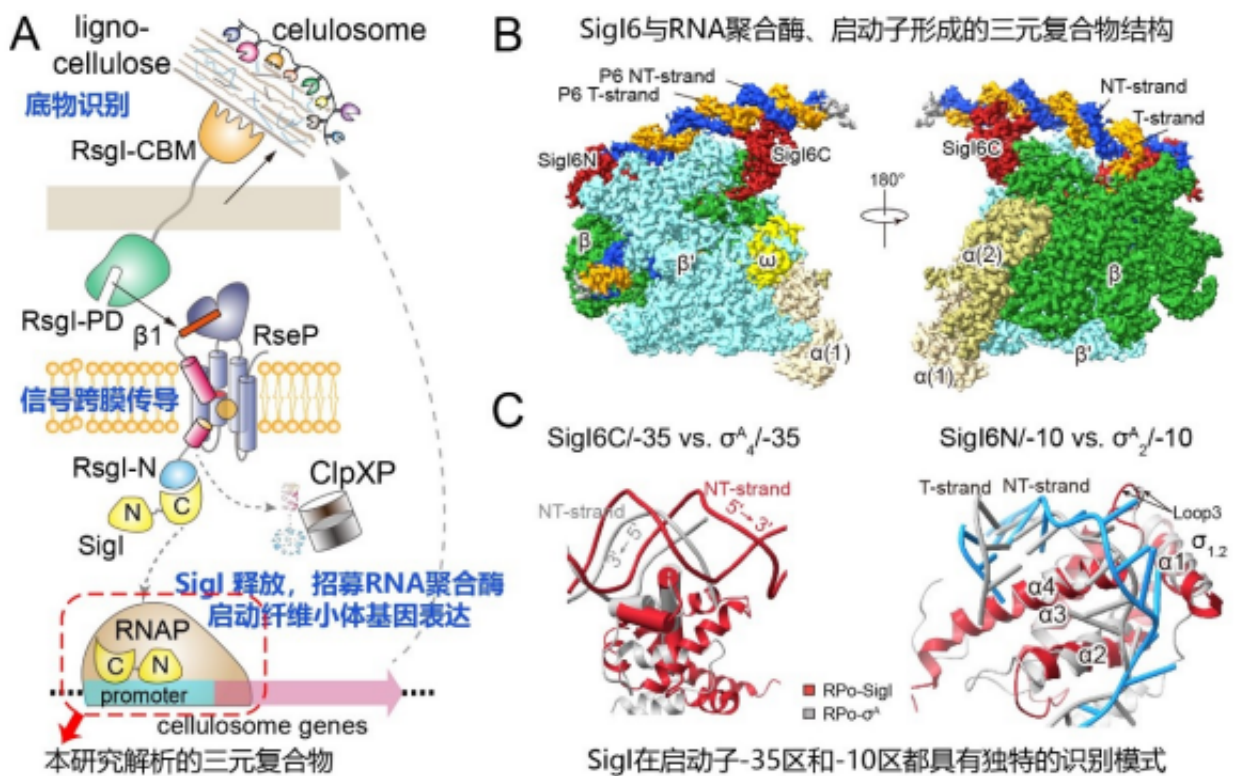 A
ligno-
cellulose
celulosome
底物识别
RsgI-CBM
RsgI-PD
β1
RseP
信号跨膜传导
RsgI-N
N
C
SigI
ClpXP
SigI 释放，招募RNA聚合酶
启动纤维小体基因表达
RNAP
C
N
promoter
cellulosome genes
本研究解析的三元复合物
B
SigI6与RNA聚合酶、启动子形成的三元复合物结构
P6 NT-strand
P6 T-strand
SigI6N
SigI6C
β
β'
ω
α(1)
180°
NT-strand
T-strand
SigI6C
α(2)
β
β'
α(1)
C
SigI6C/-35 vs. σᴬ₄/-35
NT-strand
NT-strand
5'→3'
3'←5'
RPo-SigI
RPo-σᴬ
SigI6N/-10 vs. σᴬ₂/-10
T-strand
NT-strand
Loop3
σ₁.₂
α1
α4
α3
α2
SigI在启动子-35区和-10区都具有独特的识别模式